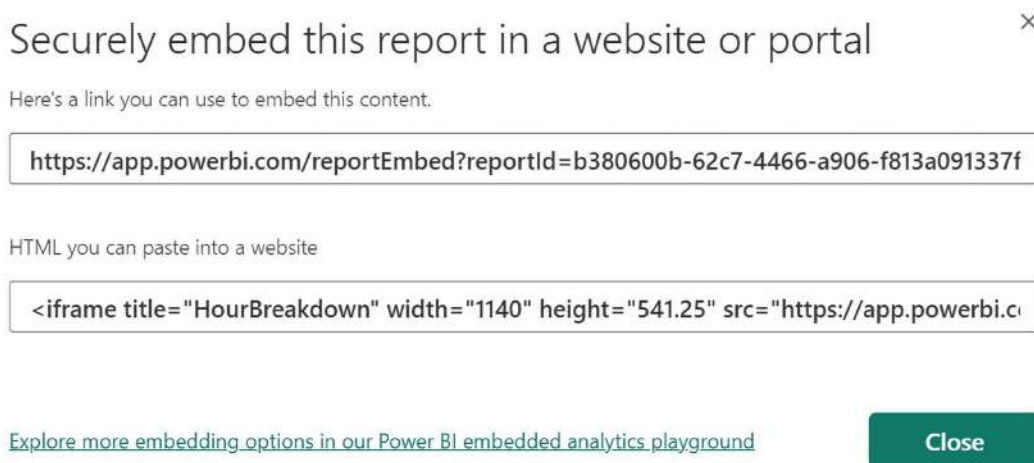 Securely embed this report in a website or portal
Here's a link you can use to embed this content.
https://app.powerbi.com/reportEmbed?reportId=b380600b-62c7-4466-a906-f813a091337f
HTML you can paste into a website
<iframe title="HourBreakdown" width="1140" height="541.25" src="https://app.powerbi.c
Explore more embedding options in our Power BI embedded analytics playground
Close